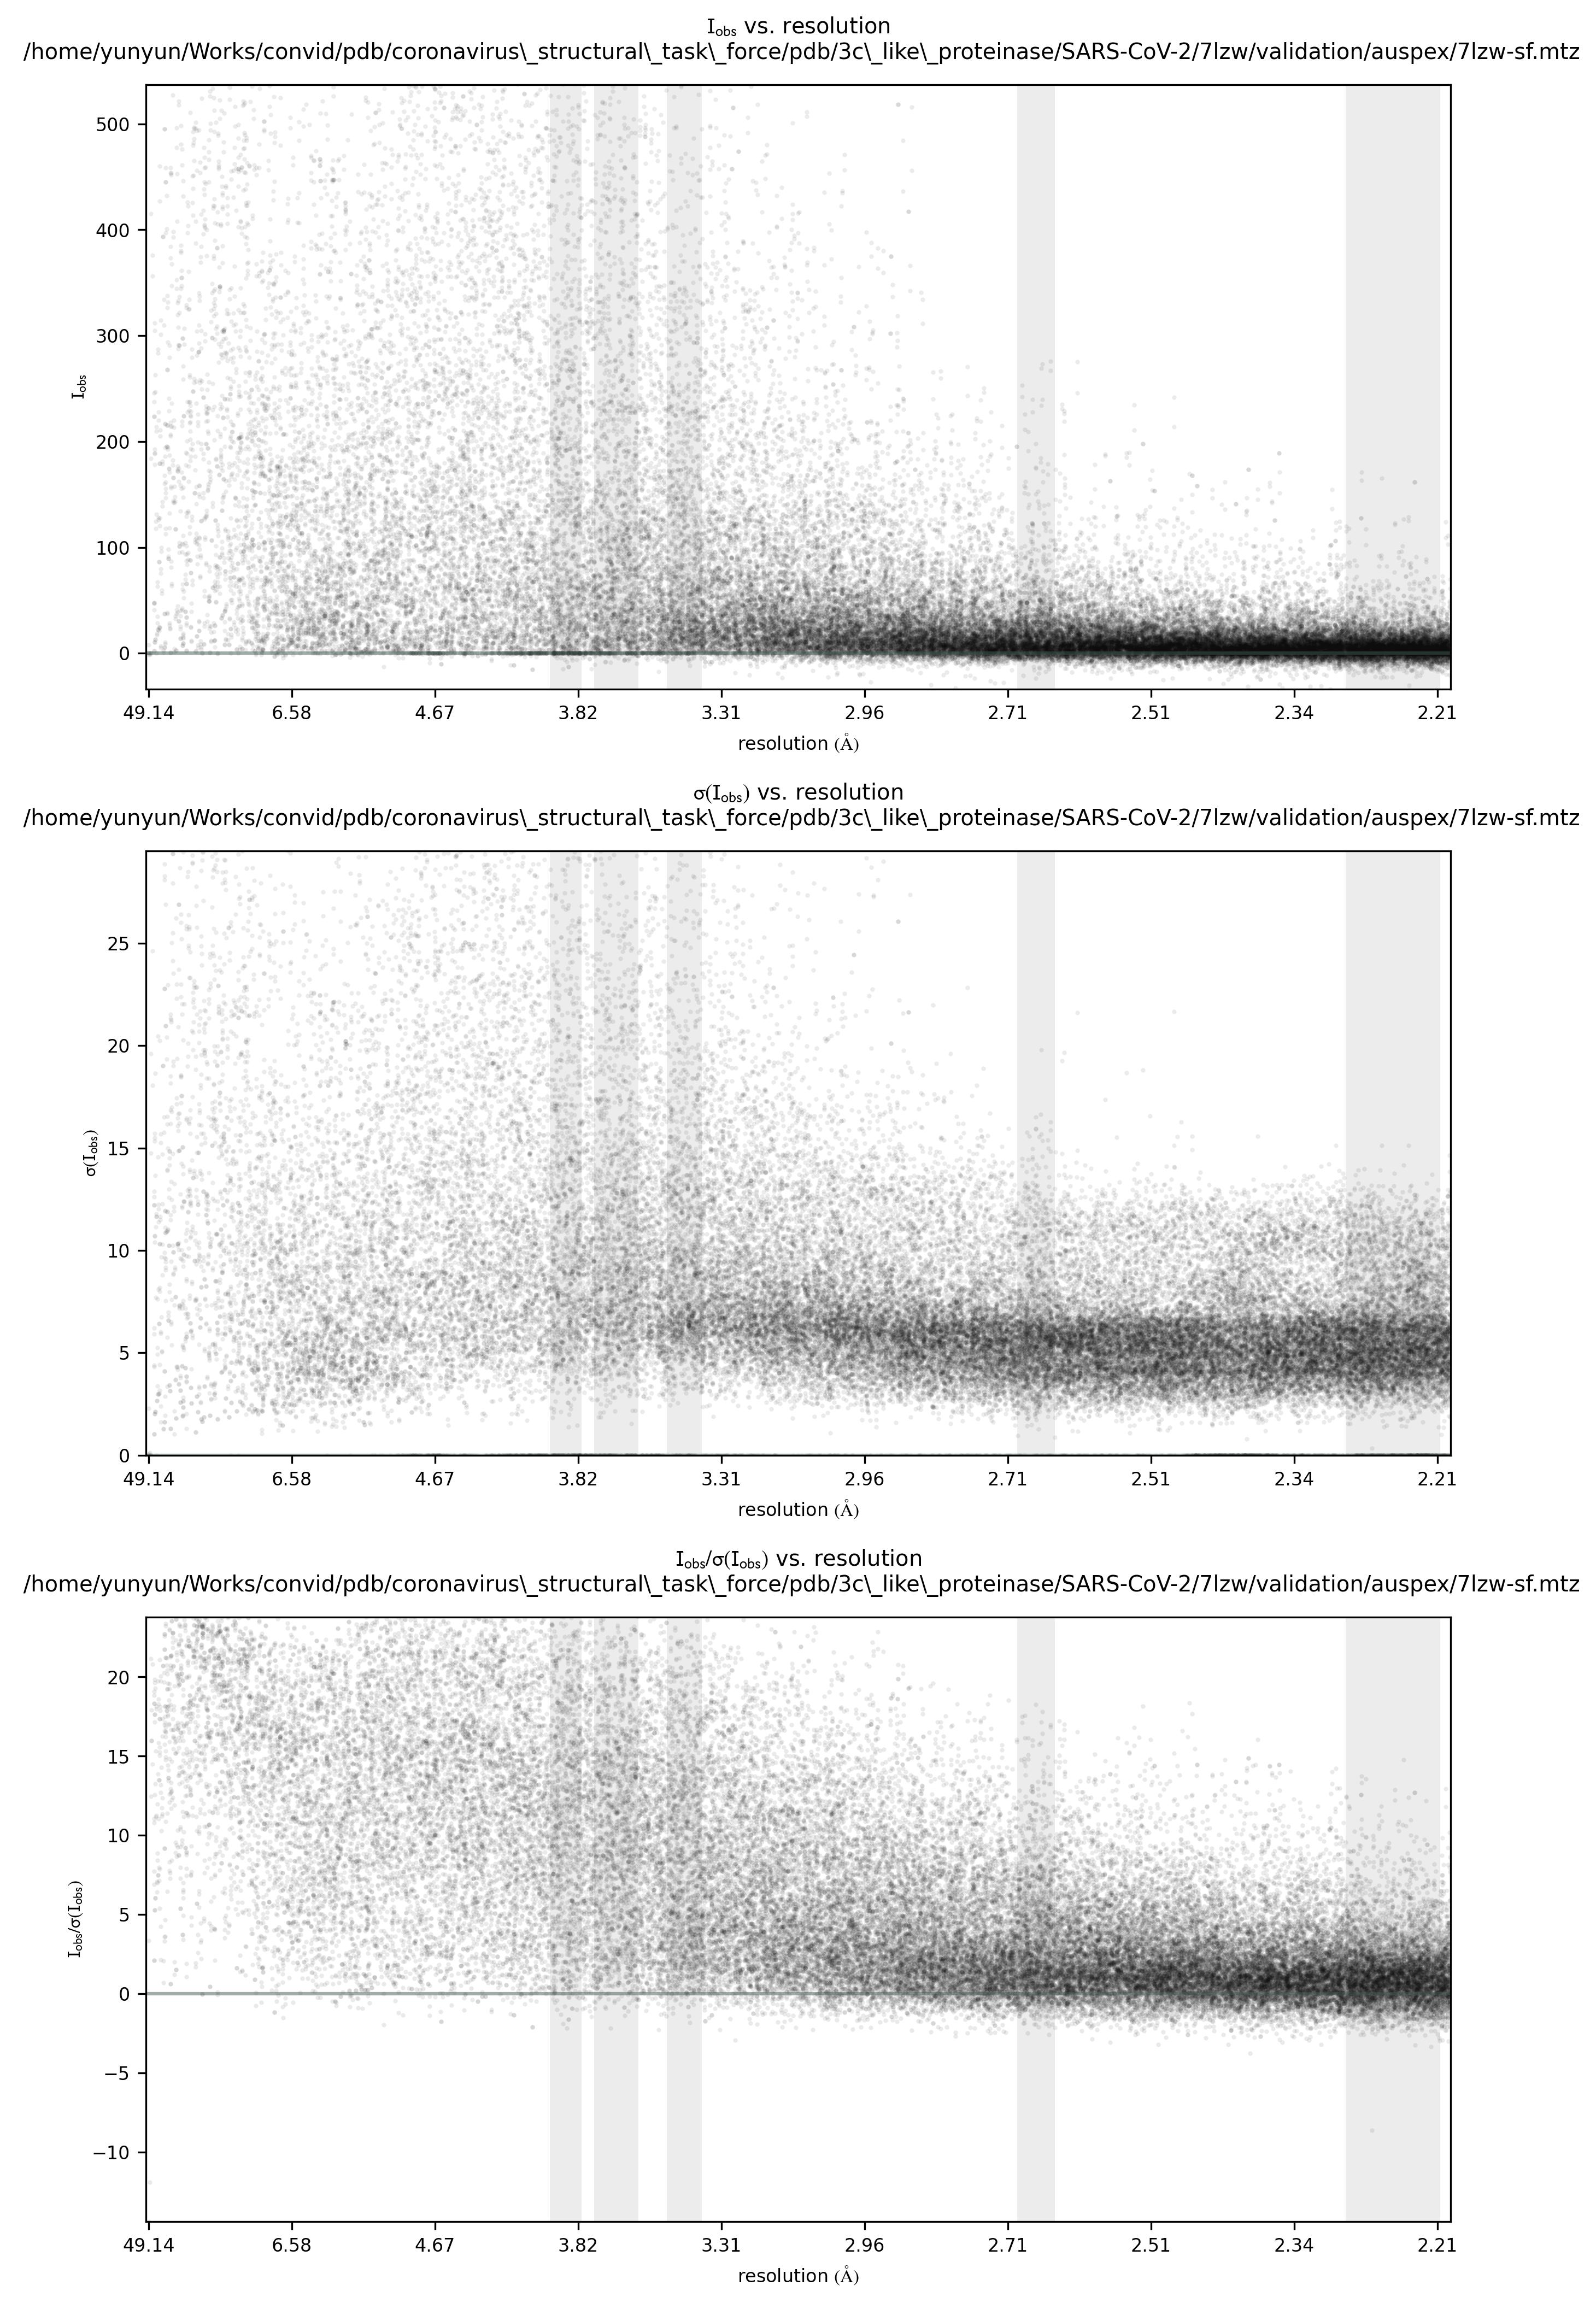 I_obs vs. resolution
/home/yunyun/Works/convid/pdb/coronavirus\_structural\_task\_force/pdb/3c\_like\_proteinase/SARS-CoV-2/7lzw/validation/auspex/7lzw-sf.mtz
500
400
300
200
100
0
I_obs
49.14 6.58 4.67 3.82 3.31 2.96 2.71 2.51 2.34 2.21
resolution (Å)
σ(I_obs) vs. resolution
/home/yunyun/Works/convid/pdb/coronavirus\_structural\_task\_force/pdb/3c\_like\_proteinase/SARS-CoV-2/7lzw/validation/auspex/7lzw-sf.mtz
25
20
15
10
5
0
σ(I_obs)
49.14 6.58 4.67 3.82 3.31 2.96 2.71 2.51 2.34 2.21
resolution (Å)
I_obs/σ(I_obs) vs. resolution
/home/yunyun/Works/convid/pdb/coronavirus\_structural\_task\_force/pdb/3c\_like\_proteinase/SARS-CoV-2/7lzw/validation/auspex/7lzw-sf.mtz
20
15
10
5
0
−5
−10
I_obs/σ(I_obs)
49.14 6.58 4.67 3.82 3.31 2.96 2.71 2.51 2.34 2.21
resolution (Å)